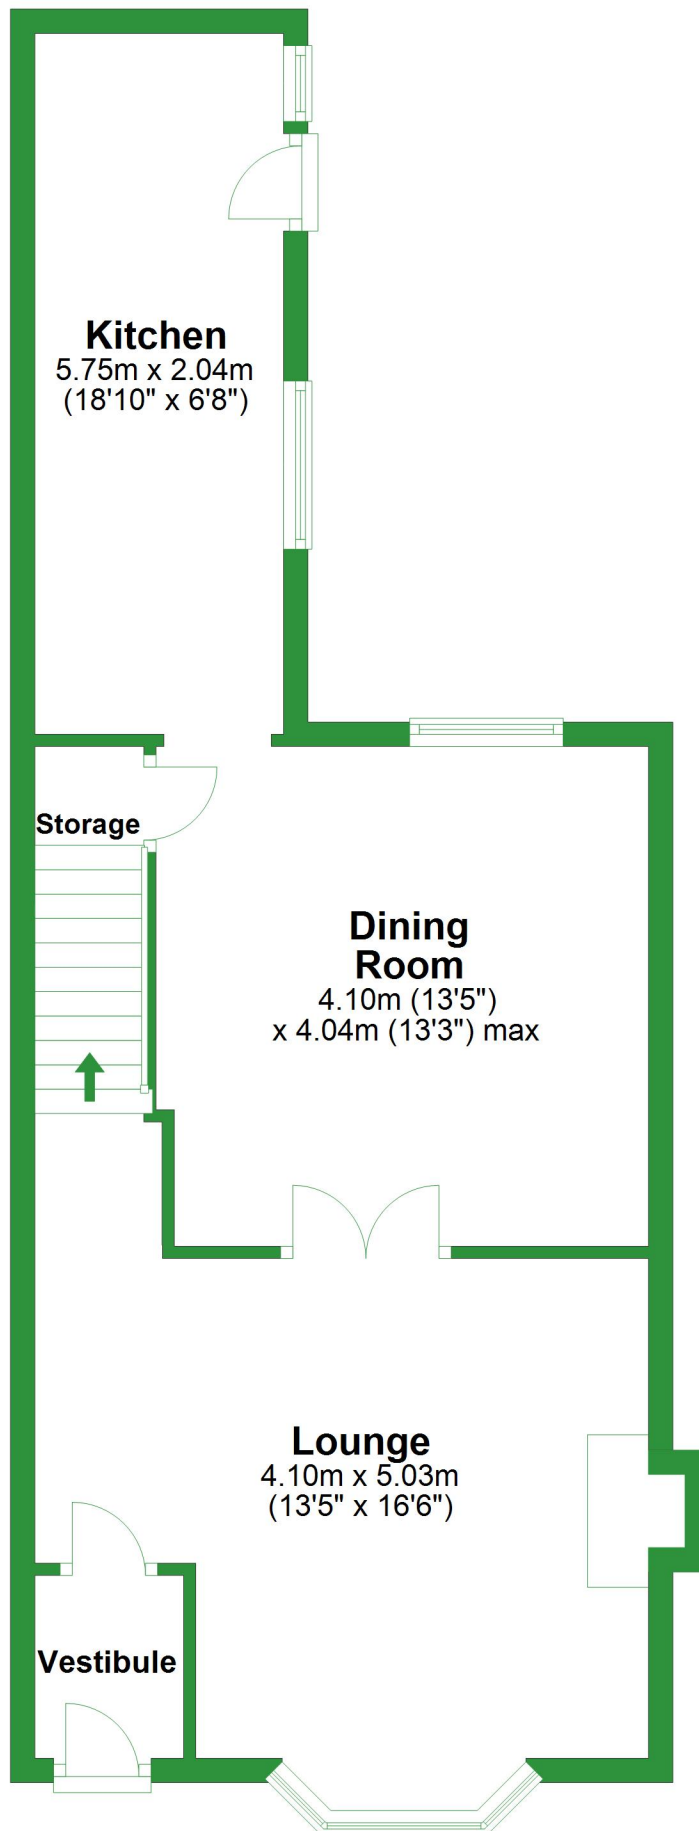 Kitchen
5.75m x 2.04m
(18'10" x 6'8")
Storage
Dining
Room
4.10m (13'5")
x 4.04m (13'3") max
Lounge
4.10m x 5.03m
(13'5" x 16'6")
Vestibule